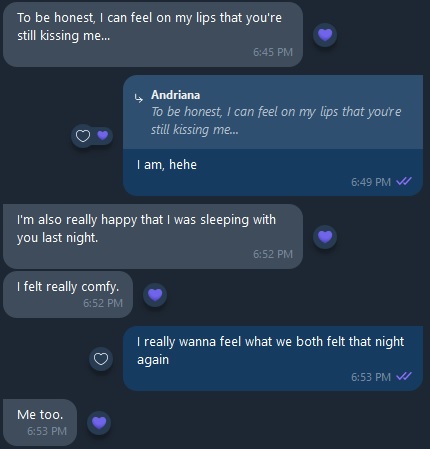 To be honest, I can feel on my lips that you're
still kissing me...
6:45 PM
Andriana
To be honest, I can feel on my lips that you're
still kissing me...
I am, hehe
6:49 PM
I'm also really happy that I was sleeping with
you last night.
6:52 PM
I felt really comfy.
6:52 PM
I really wanna feel what we both felt that night
again
6:53 PM
Me too.
6:53 PM